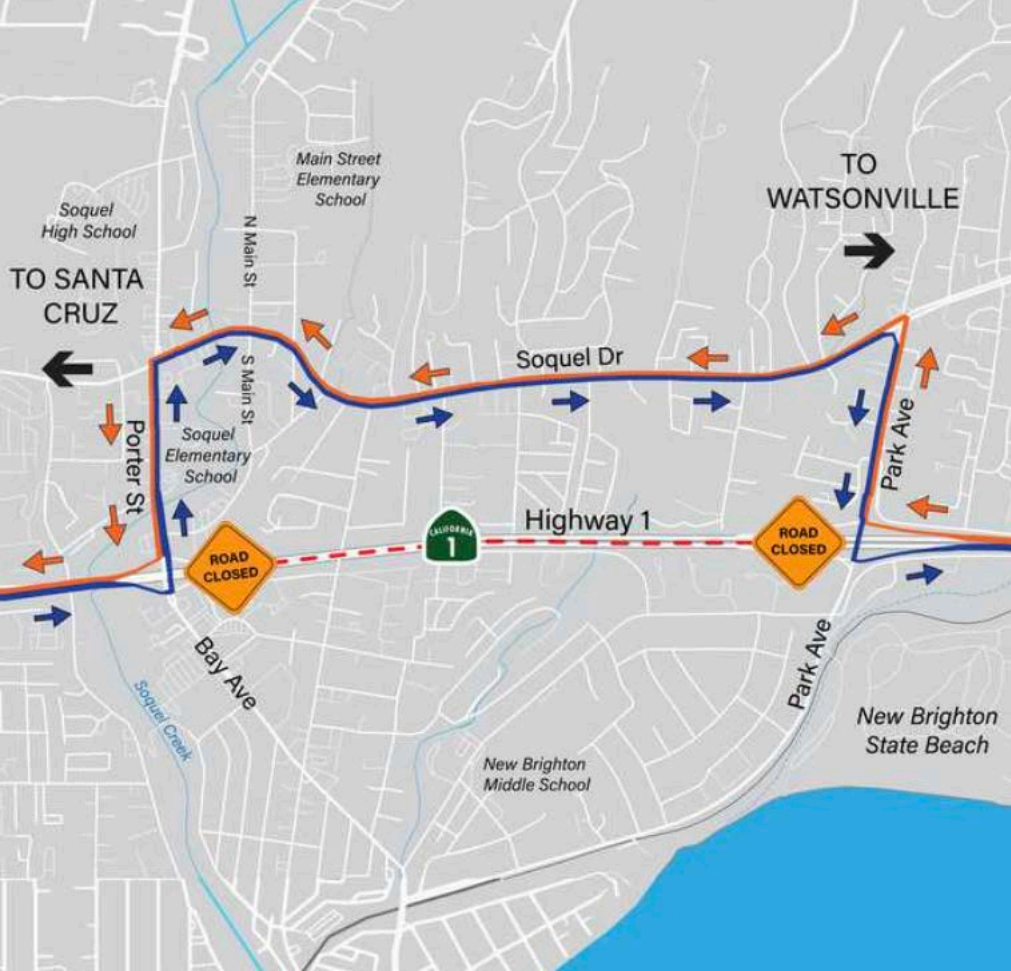 Main Street
Elementary
School
TO
WATSONVILLE
Soquel
High School
N Main St
TO SANTA
CRUZ
Soquel Dr
S Main St
Porter St
Soquel
Elementary
School
Park Ave
Highway 1
CALIFORNIA
1
ROAD
CLOSED
ROAD
CLOSED
Bay Ave
Park Ave
Soquel Creek
New Brighton
State Beach
New Brighton
Middle School